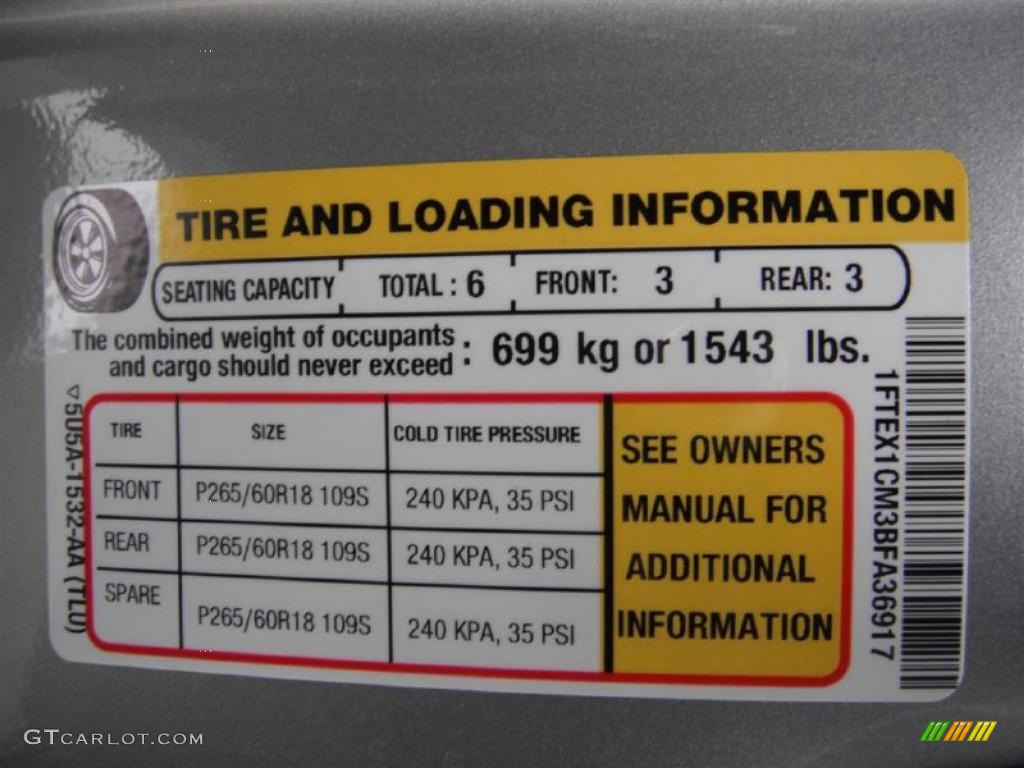 TIRE AND LOADING INFORMATION
SEATING CAPACITY TOTAL : 6 FRONT: 3 REAR: 3
The combined weight of occupants
and cargo should never exceed : 699 kg or 1543 lbs.
TIRE SIZE COLD TIRE PRESSURE
FRONT P265/60R18 109S 240 KPA, 35 PSI
REAR P265/60R18 109S 240 KPA, 35 PSI
SPARE P265/60R18 109S 240 KPA, 35 PSI
SEE OWNERS
MANUAL FOR
ADDITIONAL
INFORMATION
5U5A-1532-AA (TLU)
1FTEX1CM3BFA36917
GTCARLOT.COM